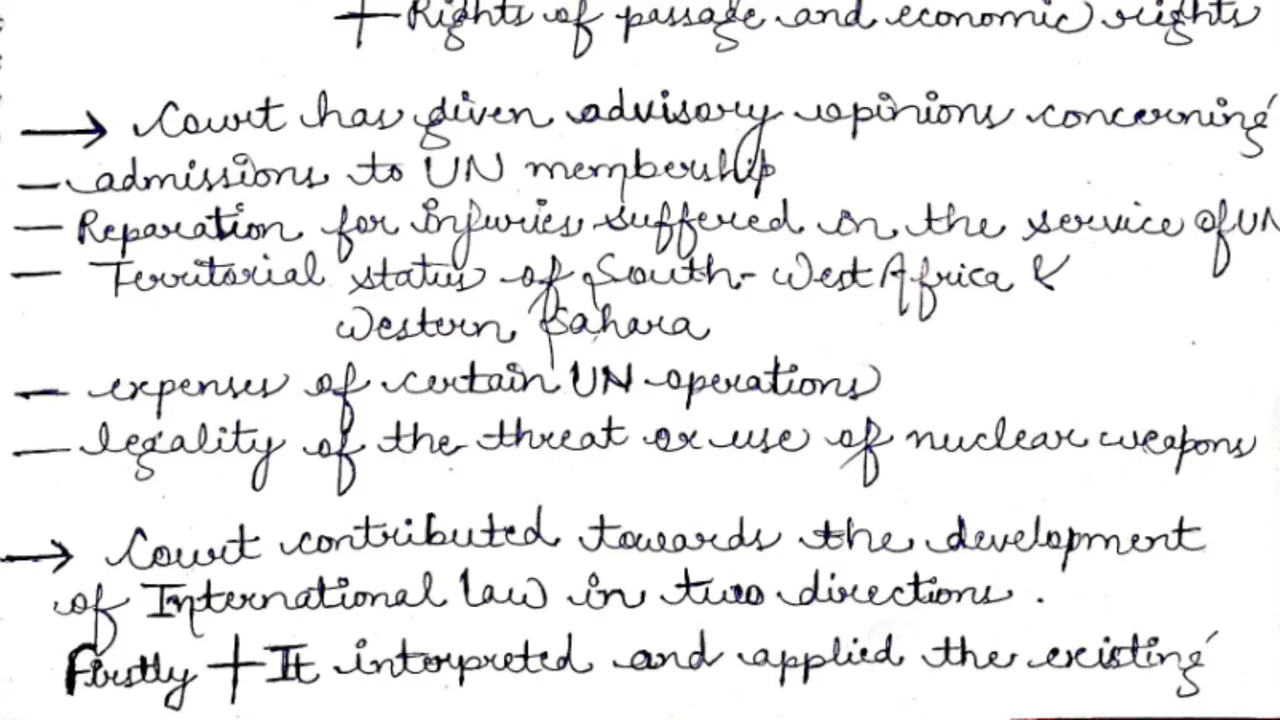 + Rights of passage and economic rights
→ Court has given advisory opinions concerning
— admissions to UN membership
— Reparation for injuries suffered in the service of UN
— Territorial status of South-West Africa &
Western Sahara
— expenses of certain UN operations
— legality of the threat or use of nuclear weapons
→ Court contributed towards the development
of International law in two directions.
Firstly + It interpreted and applied the existing